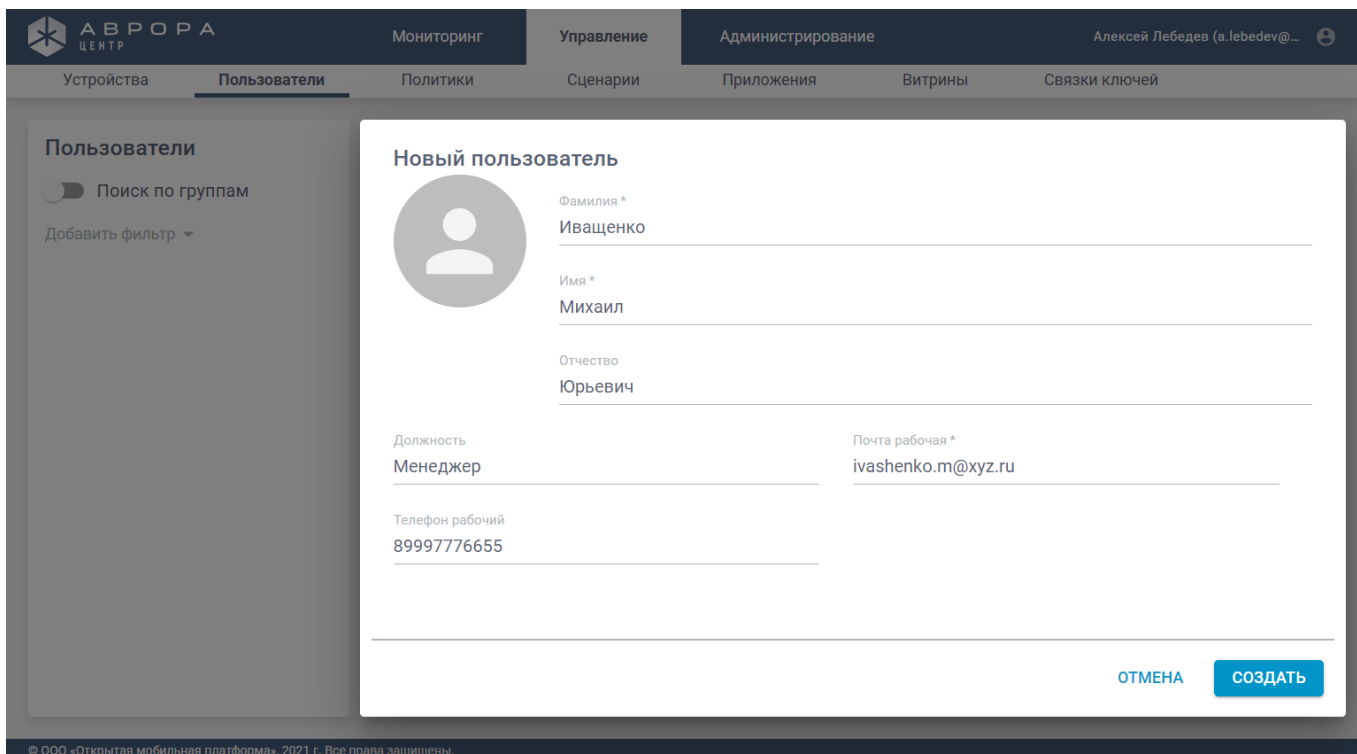 АВРОРА
ЦЕНТР
Мониторинг Управление Администрирование Алексей Лебедев (a.lebedev@...
Устройства Пользователи Политики Сценарии Приложения Витрины Связки ключей
Пользователи
Поиск по группам
Добавить фильтр
Новый пользователь
Фамилия *
Иващенко
Имя *
Михаил
Отчество
Юрьевич
Должность Почта рабочая *
Менеджер ivashenko.m@xyz.ru
Телефон рабочий
89997776655
ОТМЕНА СОЗДАТЬ
© ООО «Открытая мобильная платформа», 2021 г. Все права защищены.